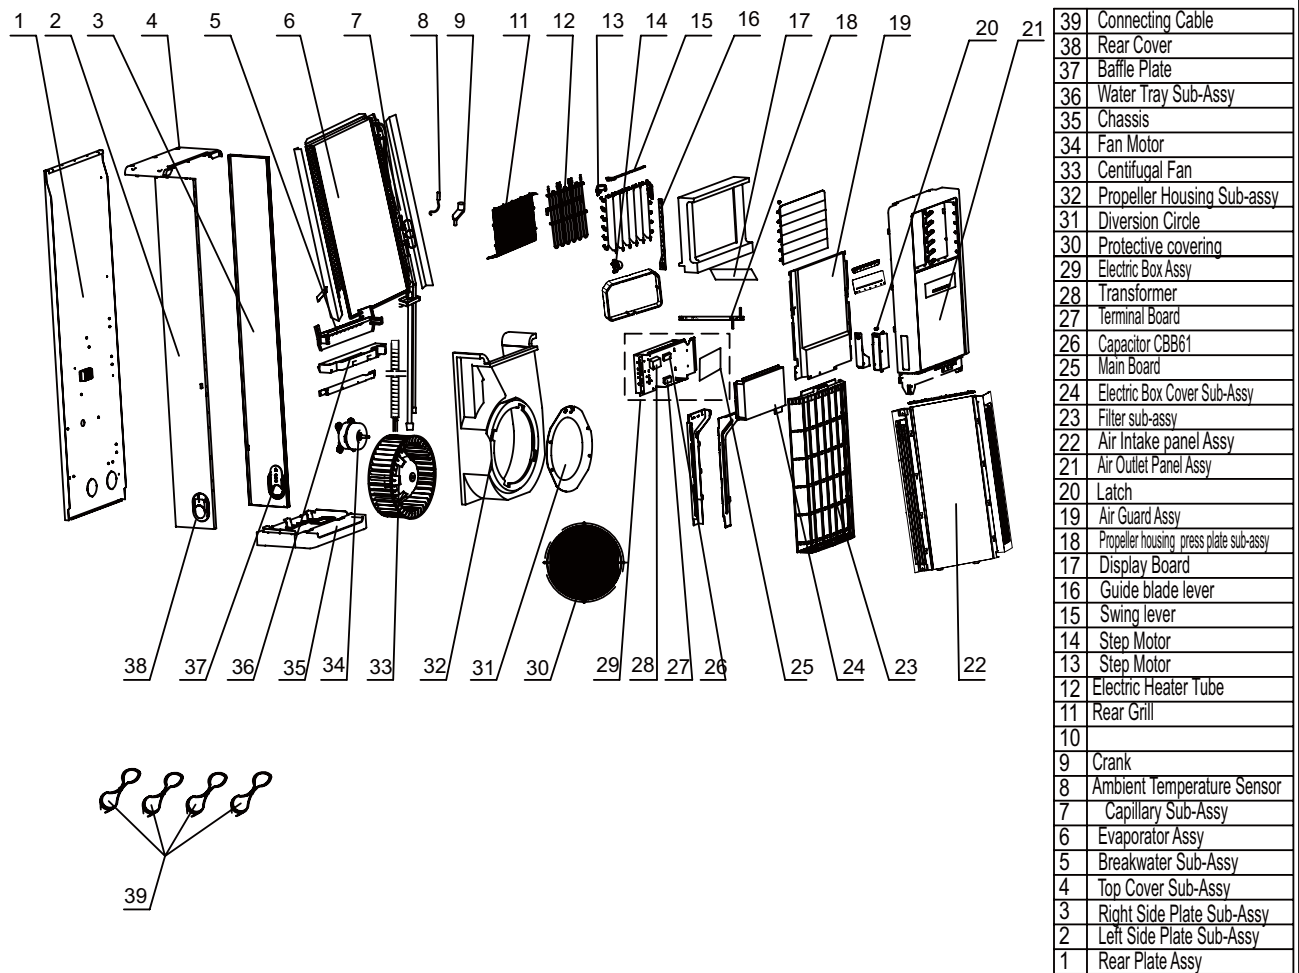 1 2 3 4 5 6 7 8 9 11 12 13 14 15 16 17 18 19 20 21
38 37 36 35 34 33 32 31 30 29 28 27 26 25 24 23 22
39
39 Connecting Cable
38 Rear Cover
37 Baffle Plate
36 Water Tray Sub-Assy
35 Chassis
34 Fan Motor
33 Centifugal Fan
32 Propeller Housing Sub-assy
31 Diversion Circle
30 Protective covering
29 Electric Box Assy
28 Transformer
27 Terminal Board
26 Capacitor CBB61
25 Main Board
24 Electric Box Cover Sub-Assy
23 Filter sub-assy
22 Air Intake panel Assy
21 Air Outlet Panel Assy
20 Latch
19 Air Guard Assy
18 Propeller housing press plate sub-assy
17 Display Board
16 Guide blade lever
15 Swing lever
14 Step Motor
13 Step Motor
12 Electric Heater Tube
11 Rear Grill
10
9 Crank
8 Ambient Temperature Sensor
7 Capillary Sub-Assy
6 Evaporator Assy
5 Breakwater Sub-Assy
4 Top Cover Sub-Assy
3 Right Side Plate Sub-Assy
2 Left Side Plate Sub-Assy
1 Rear Plate Assy